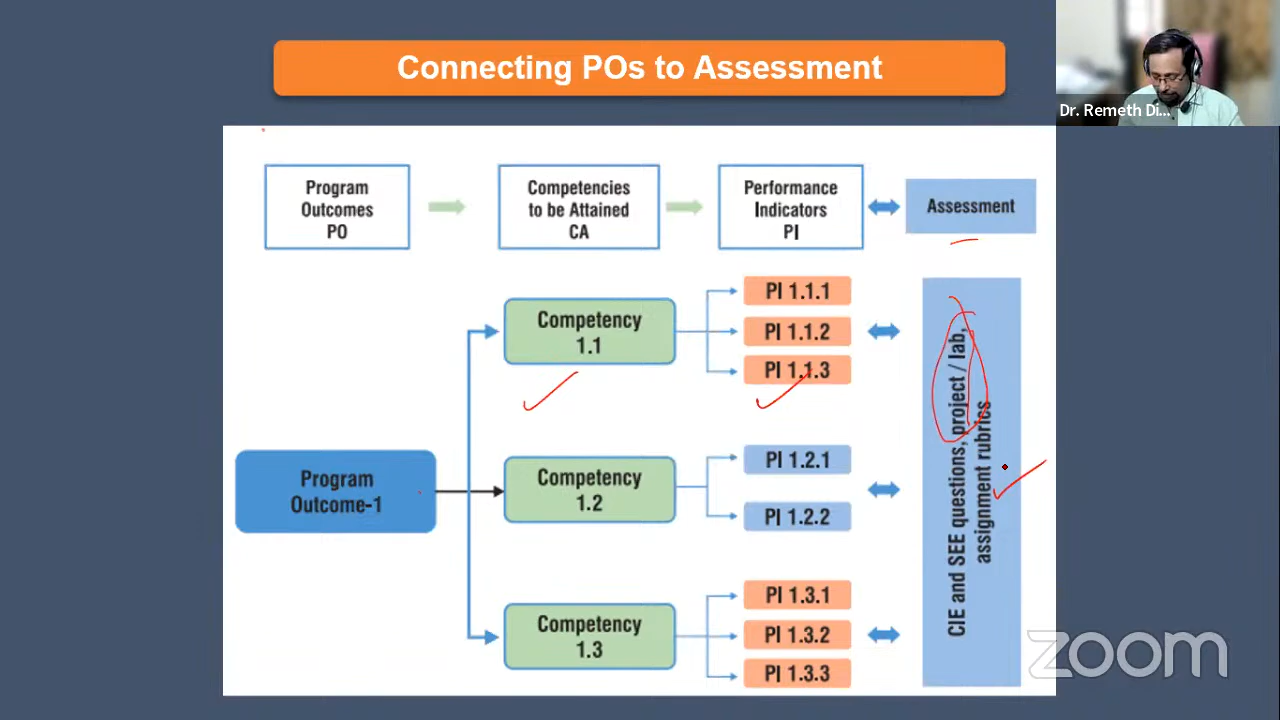 Connecting POs to Assessment
Dr. Remeth Di...
Program
Outcomes
PO
Competencies
to be Attained
CA
Performance
Indicators
PI
Assessment
Program
Outcome-1
Competency
1.1
PI 1.1.1
PI 1.1.2
PI 1.1.3
Competency
1.2
PI 1.2.1
PI 1.2.2
Competency
1.3
PI 1.3.1
PI 1.3.2
PI 1.3.3
CIE and SEE questions, project / lab,
assignment rubrics
zoom